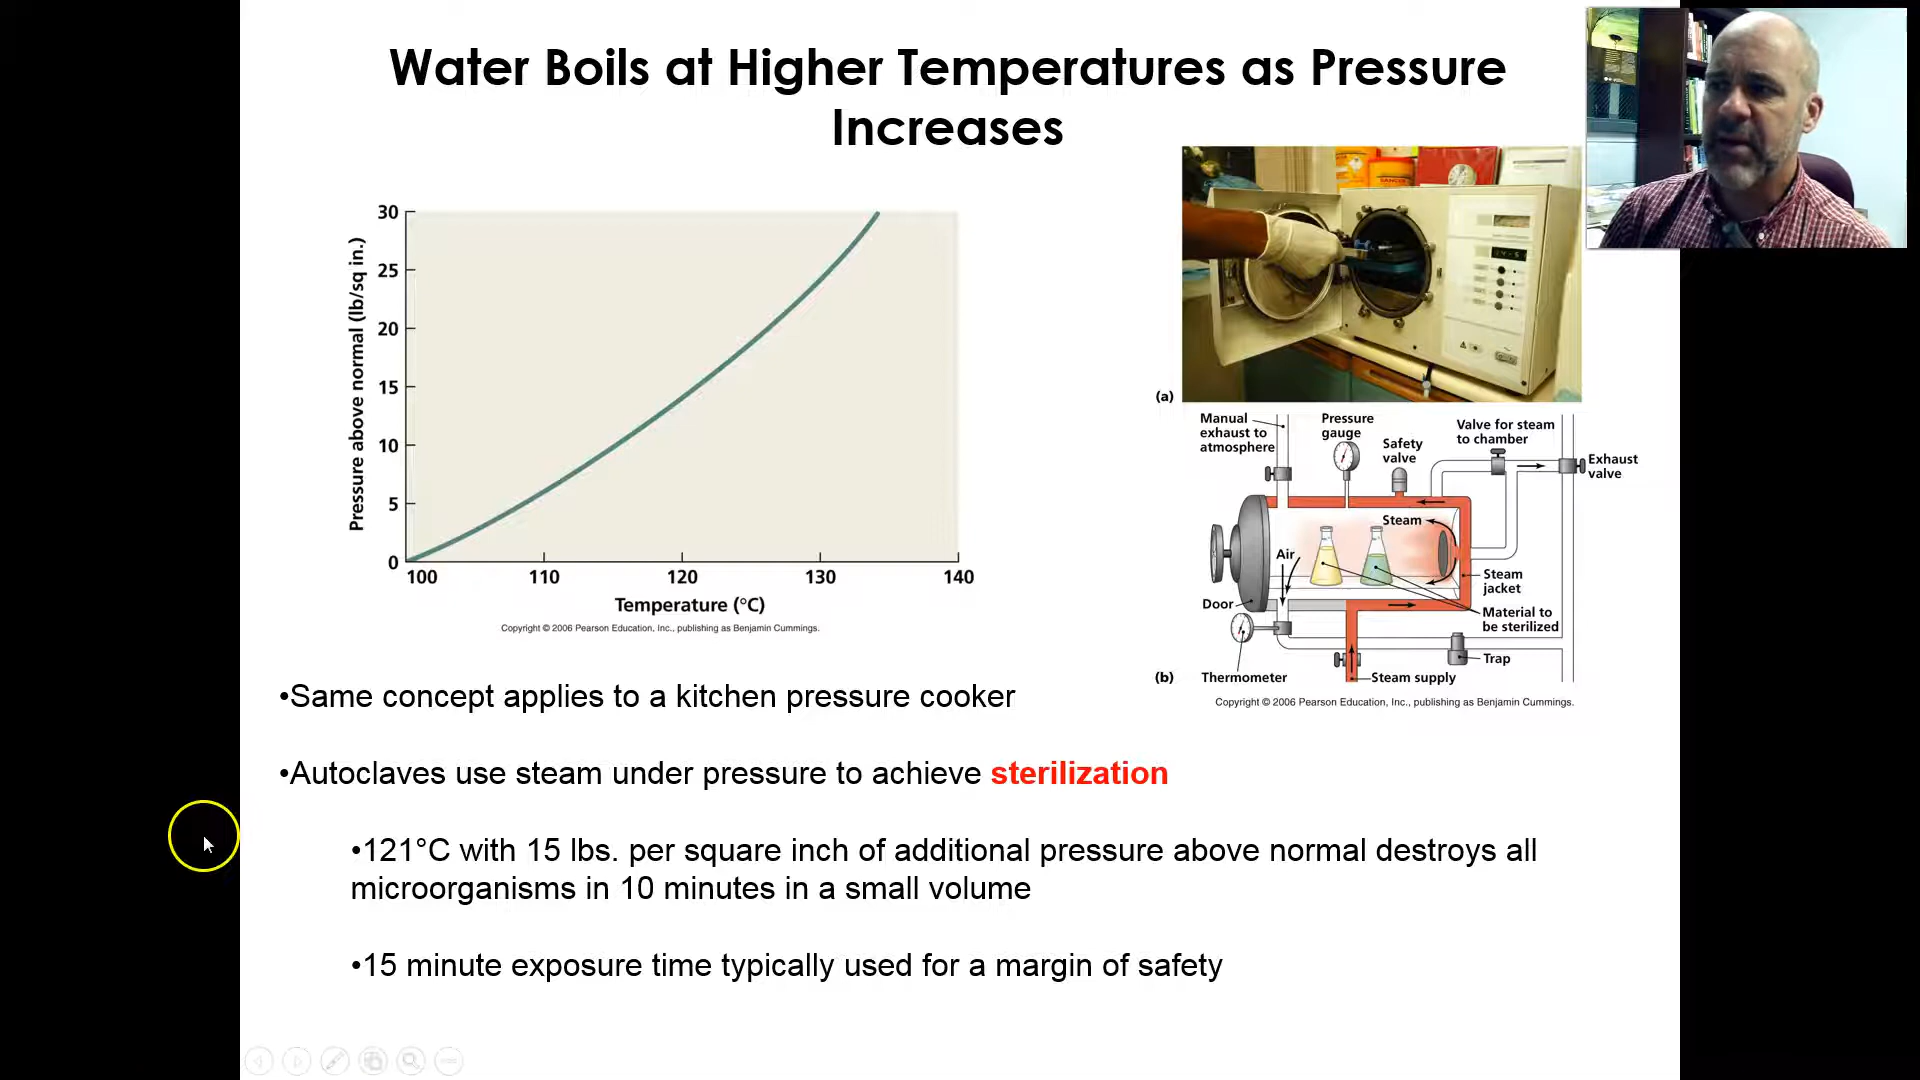 Water Boils at Higher Temperatures as Pressure
Increases
30
25
20
15
10
5
0
Pressure above normal (lb/sq in.)
100 110 120 130 140
Temperature (°C)
Copyright © 2006 Pearson Education, Inc., publishing as Benjamin Cummings.
(a)
Manual
exhaust to
atmosphere
Pressure
gauge
Safety
valve
Valve for steam
to chamber
Exhaust
valve
Steam
Air
Steam
jacket
Door
Material to
be sterilized
Trap
(b)
Thermometer
Steam supply
Copyright © 2006 Pearson Education, Inc., publishing as Benjamin Cummings.
•Same concept applies to a kitchen pressure cooker
•Autoclaves use steam under pressure to achieve sterilization
•121°C with 15 lbs. per square inch of additional pressure above normal destroys all
microorganisms in 10 minutes in a small volume
•15 minute exposure time typically used for a margin of safety